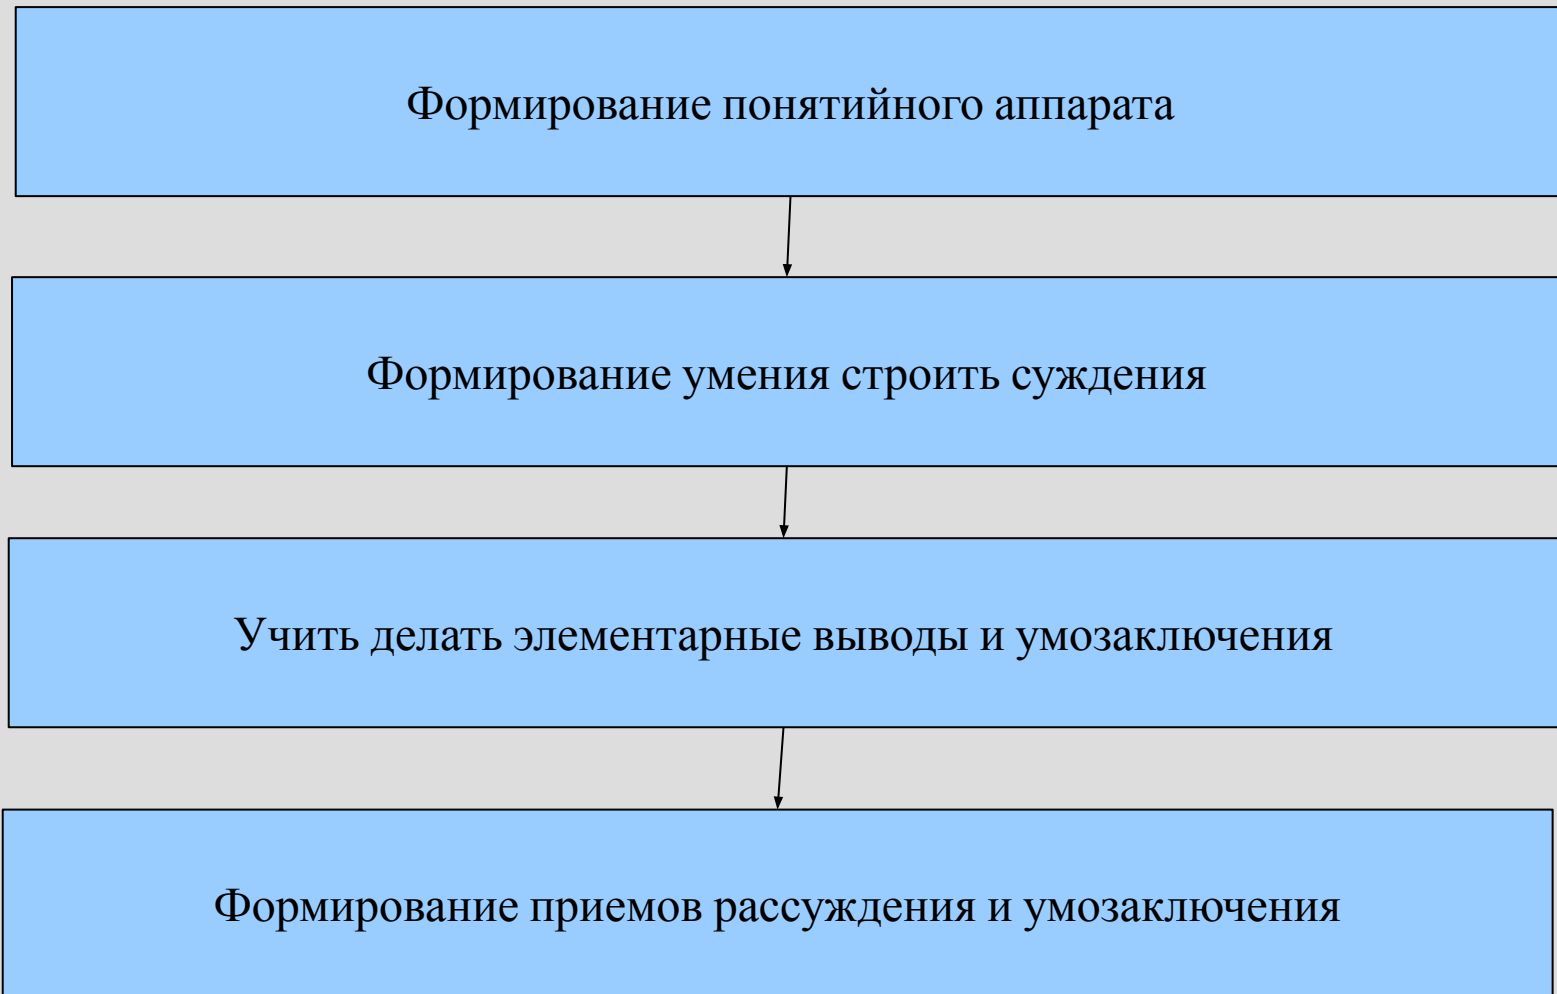 Формирование понятийного аппарата
Формирование умения строить суждения
Учить делать элементарные выводы и умозаключения
Формирование приемов рассуждения и умозаключения